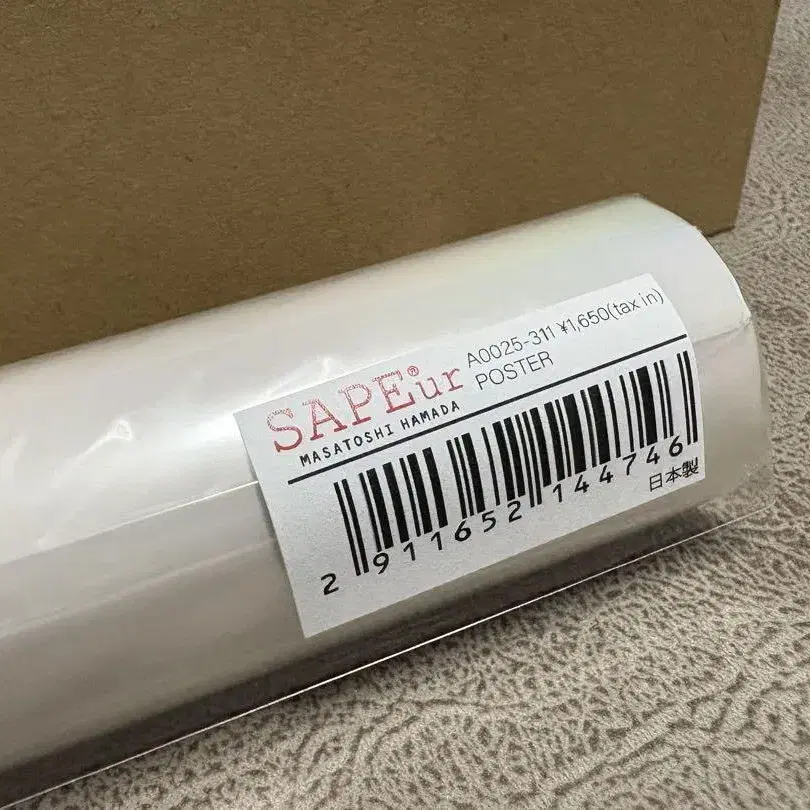 SAPEur®
MASATOSHI HAMADA
A0025-311 ¥1,650(tax in)
POSTER
2 911652 144746
日本製